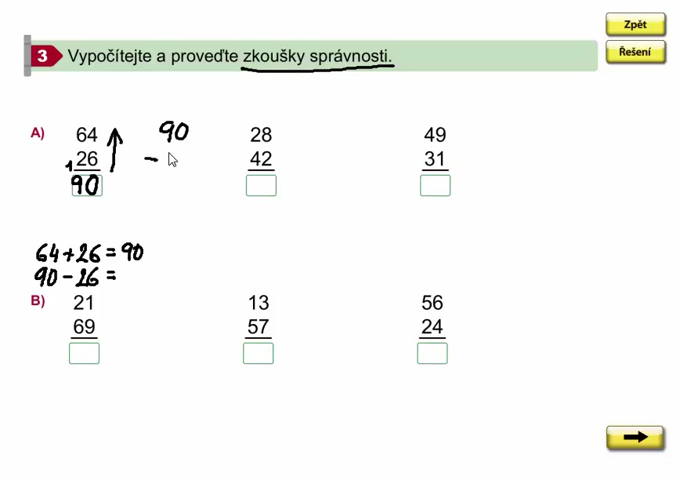 Zpět
3 Vypočítejte a proveďte zkoušky správnosti.
Řešení
A) 64 90 28 49
126 - 42 31
90
64+26=90
90-26=
B) 21 13 56
69 57 24